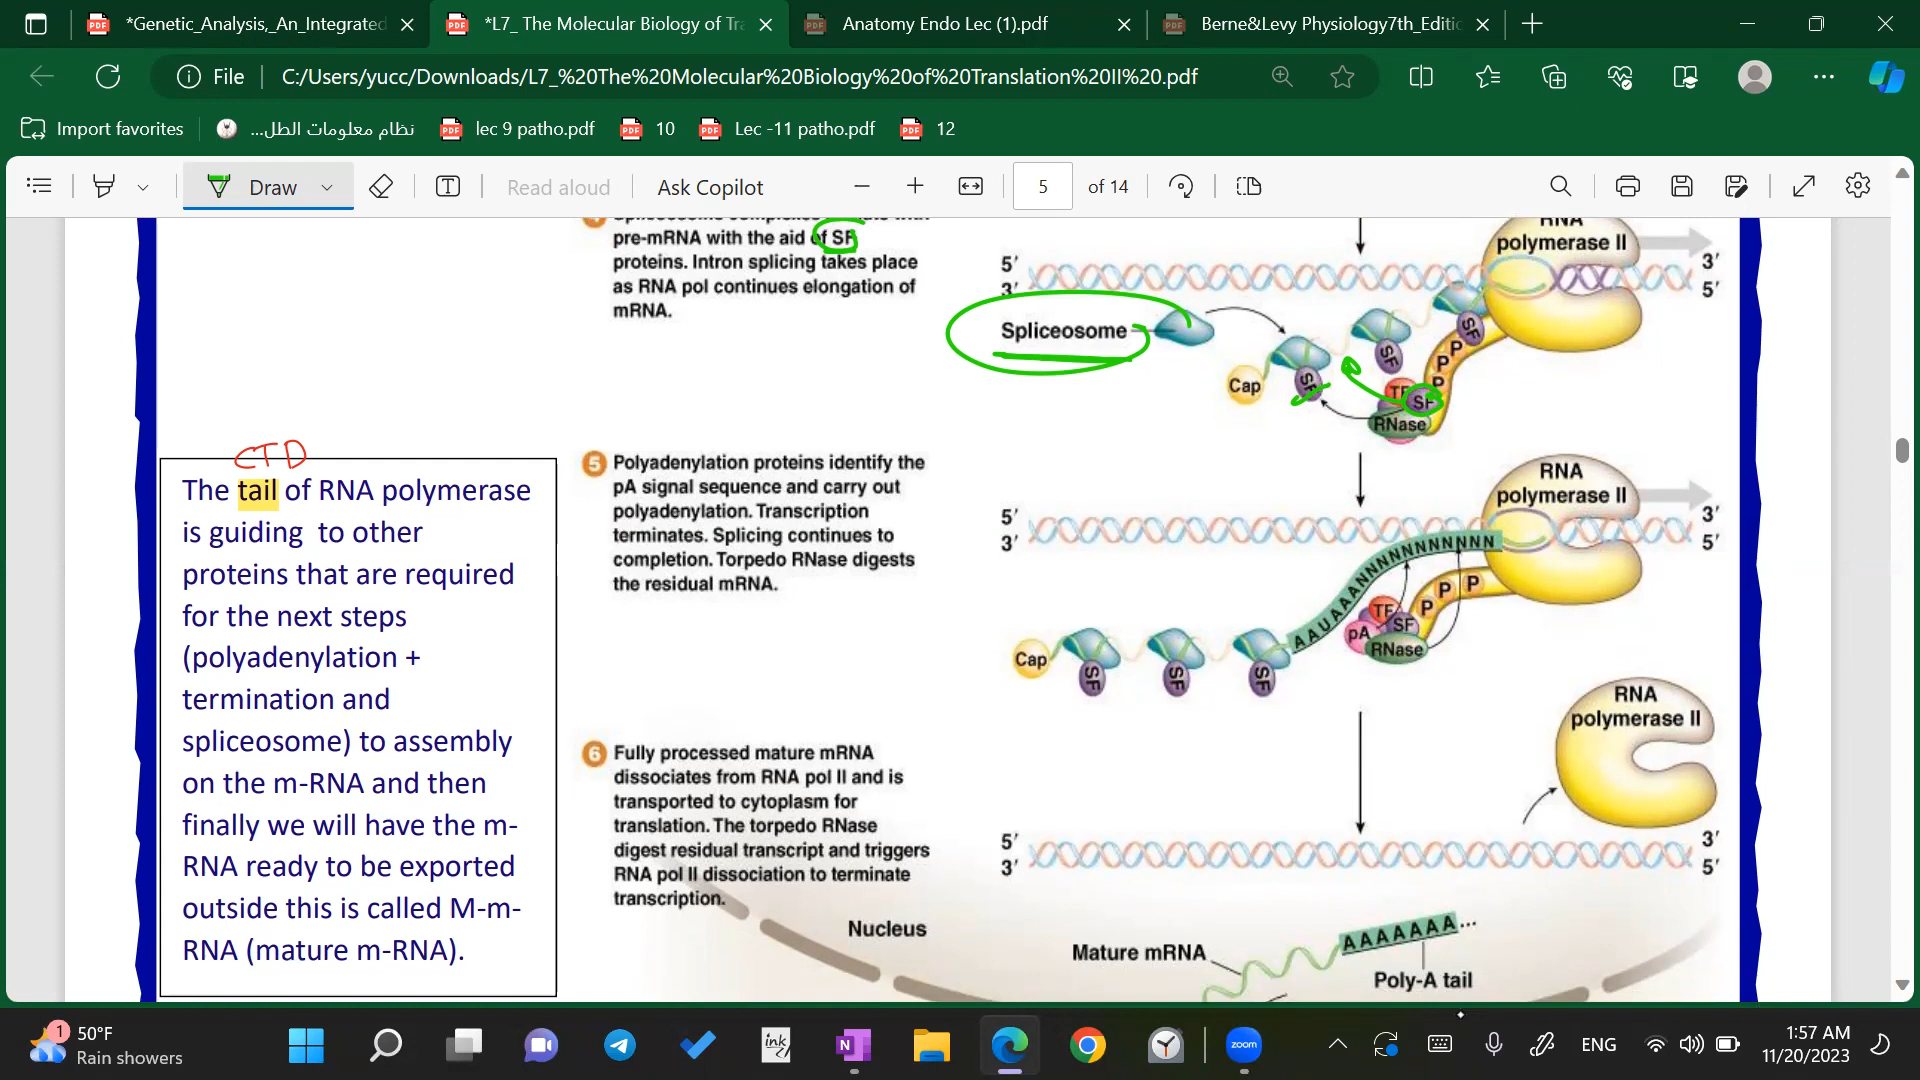 *Genetic_Analysis,_An_Integrated
*L7_ The Molecular Biology of Tra
Anatomy Endo Lec (1).pdf
Berne&Levy Physiology7th_Editio
File
C:/Users/yucc/Downloads/L7_%20The%20Molecular%20Biology%20of%20Translation%20II%20.pdf
Import favorites
نظام معلومات الطل...
lec 9 patho.pdf
10
Lec -11 patho.pdf
12
Draw
Read aloud
Ask Copilot
5
of 14
pre-mRNA with the aid of SF
proteins. Intron splicing takes place
as RNA pol continues elongation of
mRNA.
RNA
polymerase II
5′
3′
3′
5′
Spliceosome
Cap
SF
SF
SF
TF
SF
RNase
P
P
P
CTD
The tail of RNA polymerase
is guiding to other
proteins that are required
for the next steps
(polyadenylation +
termination and
spliceosome) to assembly
on the m-RNA and then
finally we will have the m-
RNA ready to be exported
outside this is called M-m-
RNA (mature m-RNA).
5 Polyadenylation proteins identify the
pA signal sequence and carry out
polyadenylation. Transcription
terminates. Splicing continues to
completion. Torpedo RNase digests
the residual mRNA.
RNA
polymerase II
5′
3′
3′
5′
AAUAAANNNNNNNNNNNNN
P
P
P
TF
SF
pA
RNase
Cap
SF
SF
SF
6 Fully processed mature mRNA
dissociates from RNA pol II and is
transported to cytoplasm for
translation. The torpedo RNase
digest residual transcript and triggers
RNA pol II dissociation to terminate
transcription.
RNA
polymerase II
5′
3′
3′
5′
Nucleus
Mature mRNA
AAAAAAA...
Poly-A tail
1
50°F
Rain showers
ink
N
zoom
ENG
1:57 AM
11/20/2023